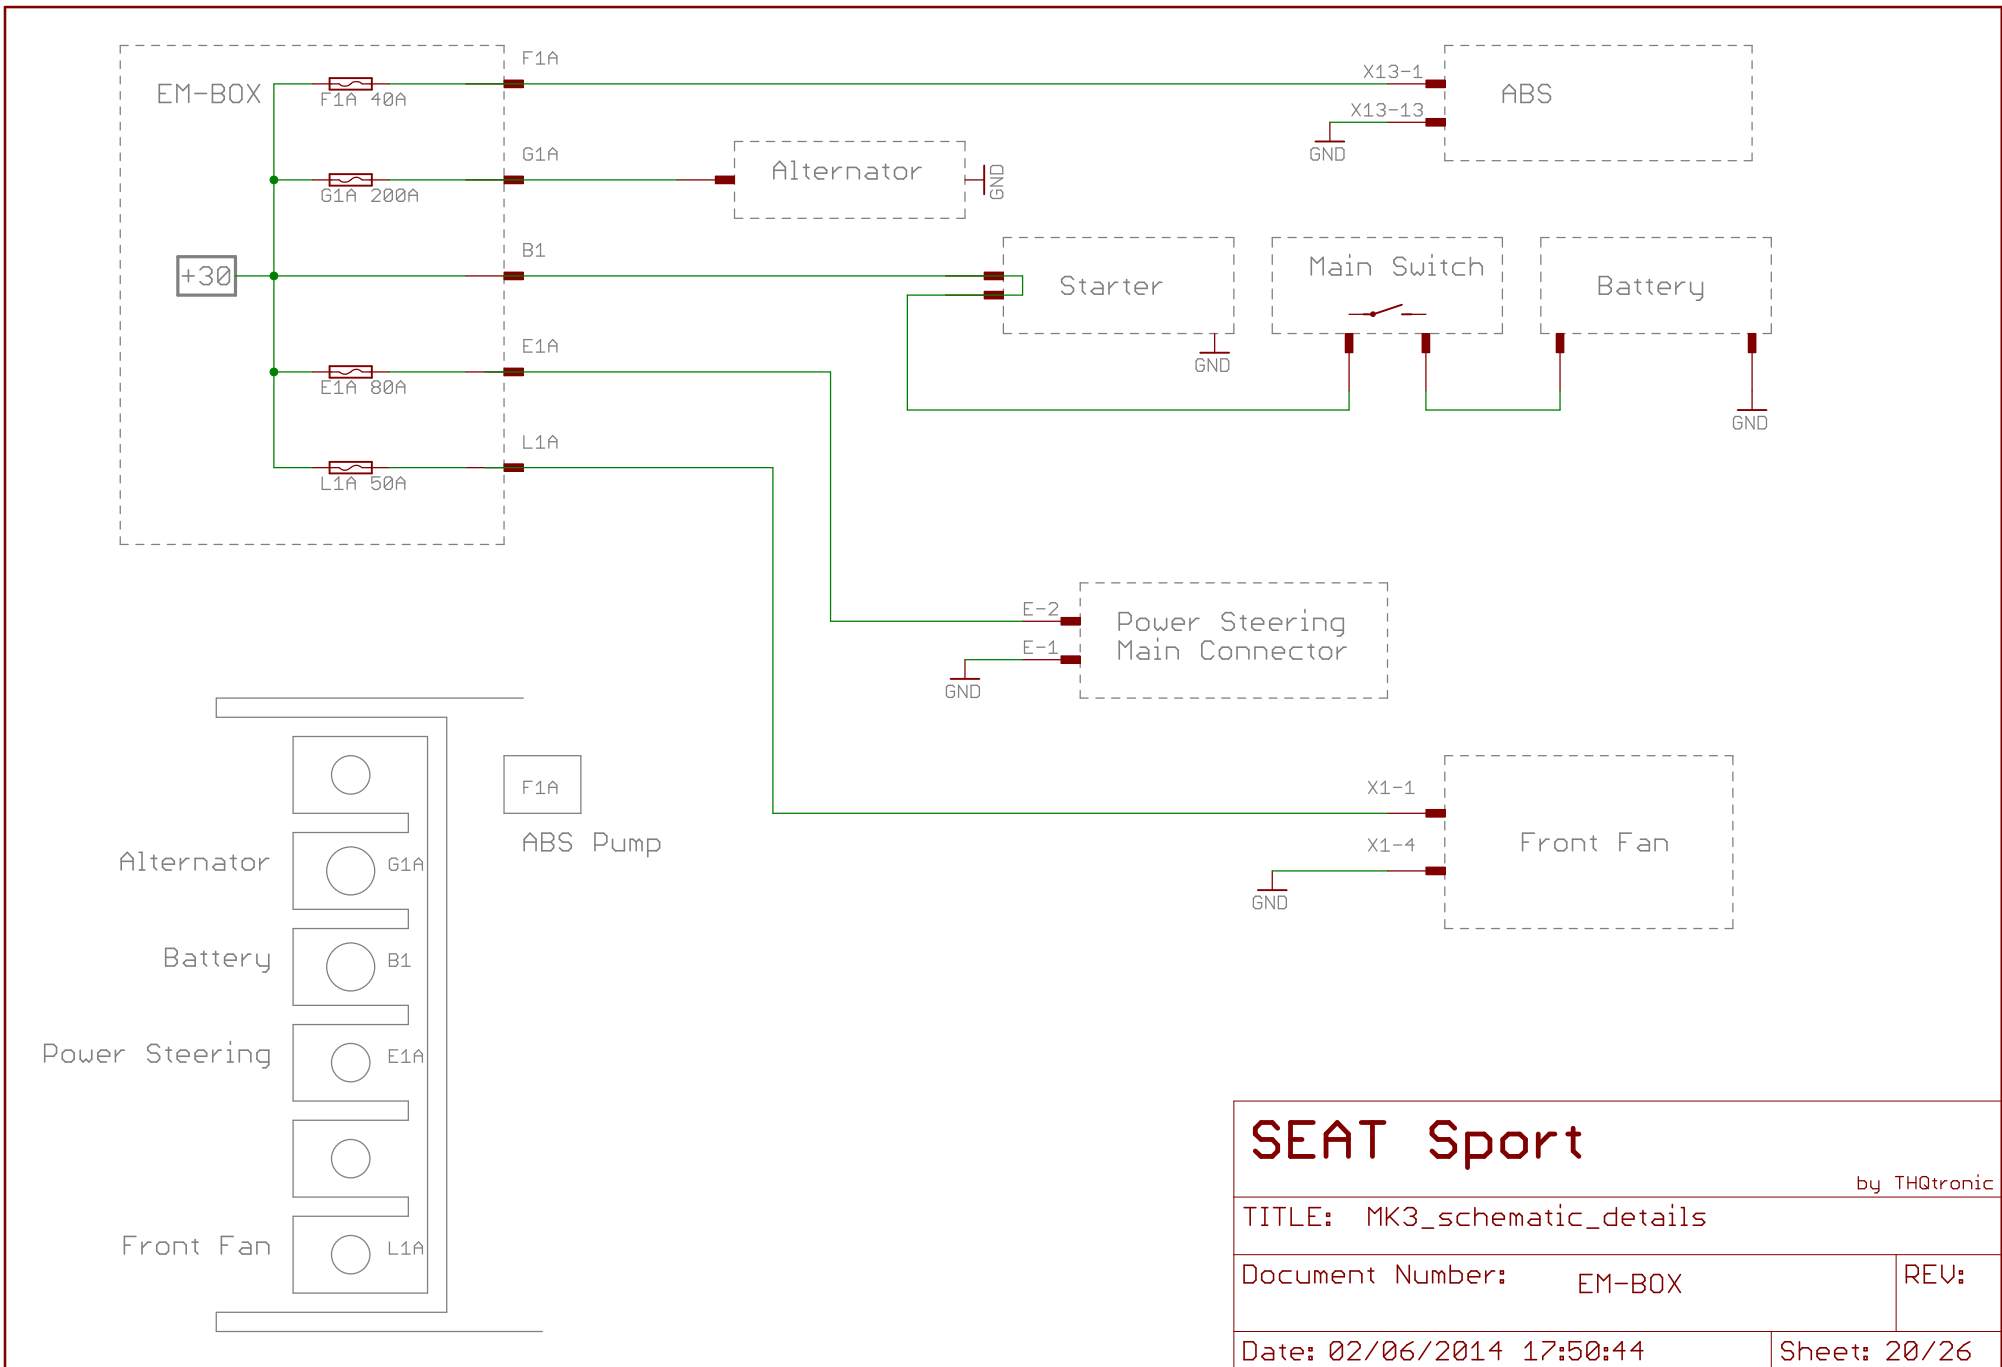 EM-BOX
F1A
F1A 40A
X13-1
ABS
X13-13
GND
G1A
G1A 200A
Alternator
GND
B1
+30
Starter
GND
Main Switch
Battery
GND
E1A
E1A 80A
L1A
L1A 50A
E-2
Power Steering
E-1
Main Connector
GND
X1-1
Front Fan
X1-4
GND
F1A
ABS Pump
Alternator
G1A
Battery
B1
Power Steering
E1A
Front Fan
L1A
SEAT Sport
by THQtronic
TITLE: MK3_schematic_details
Document Number: EM-BOX
REV:
Date: 02/06/2014 17:50:44
Sheet: 20/26